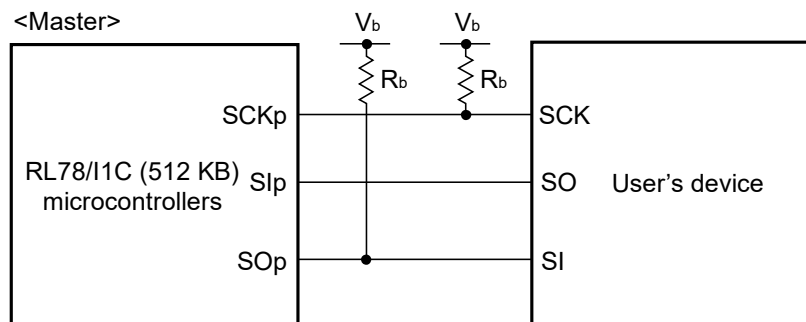 <Master>
Vb
Vb
Rb
Rb
SCKp
SCK
RL78/I1C (512 KB)
microcontrollers
SIp
SO
User's device
SOp
SI